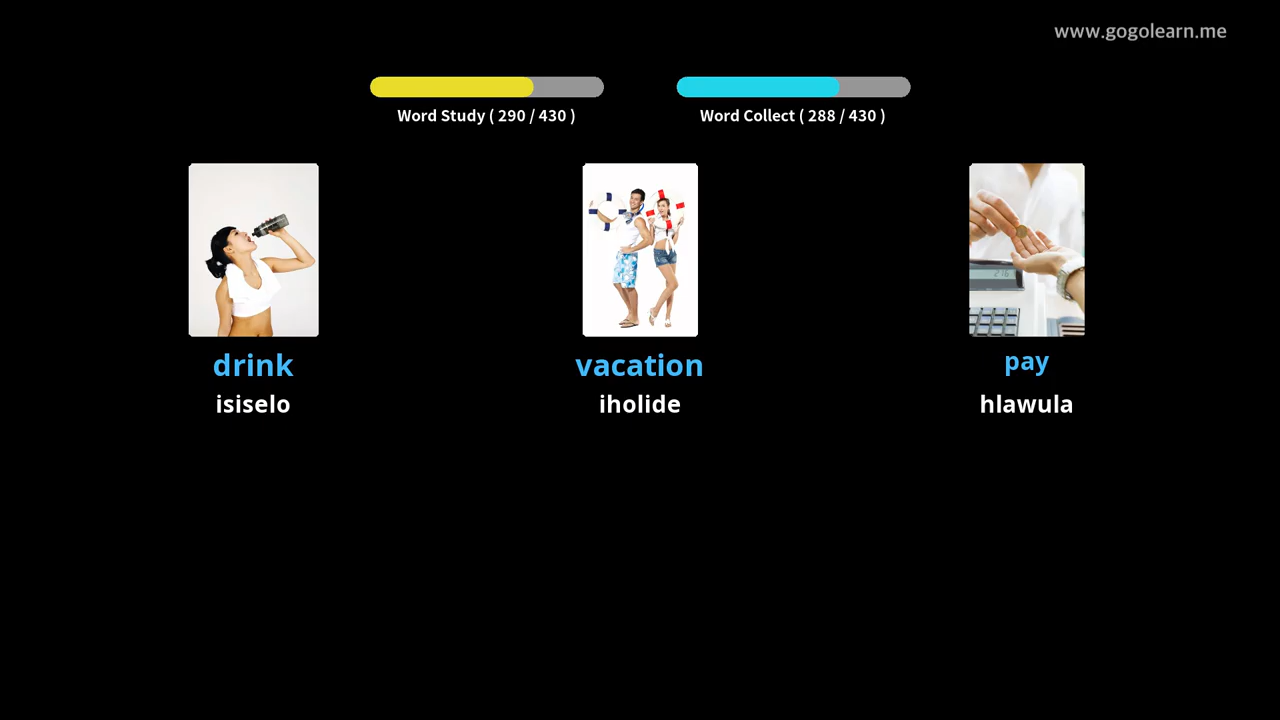 www.gogolearn.me
Word Study ( 290 / 430 )
Word Collect ( 288 / 430 )
drink
isiselo
vacation
iholide
pay
hlawula